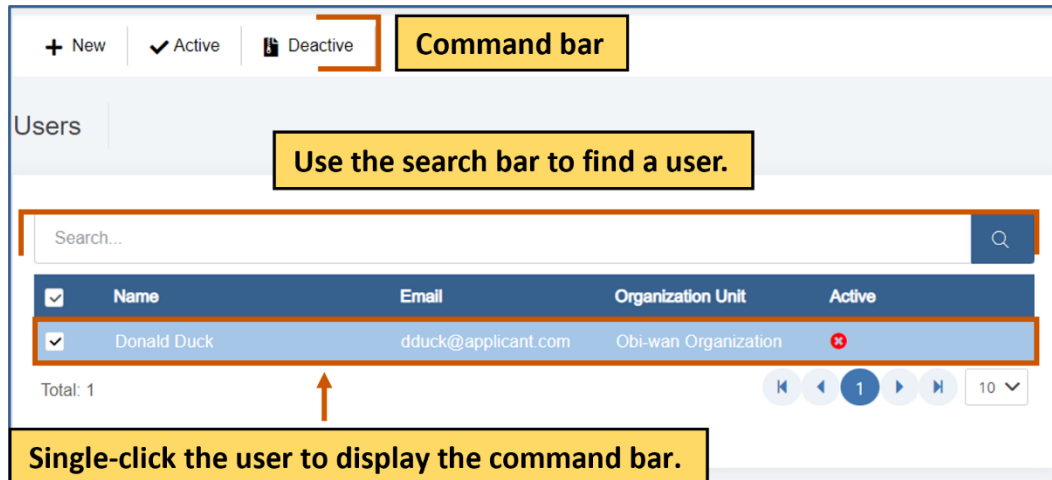 New Active Deactive Command bar
Users
Use the search bar to find a user.
Search...
Name Email Organization Unit Active
Donald Duck dduck@applicant.com Obi-wan Organization
Total: 1 1 10
Single-click the user to display the command bar.